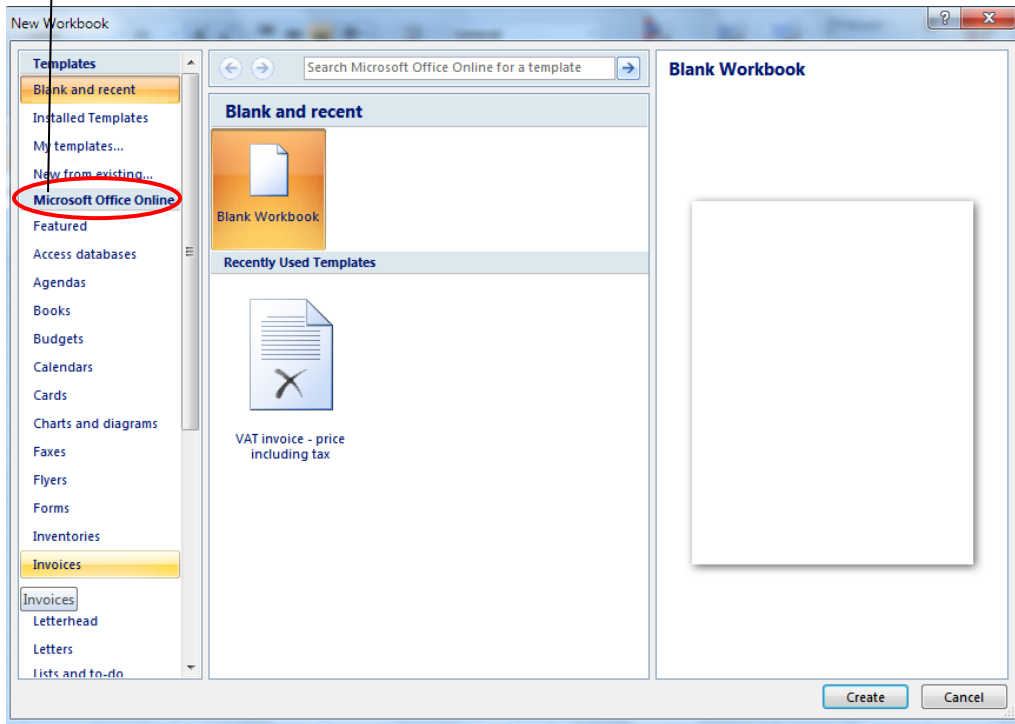 New Workbook
Templates
Blank and recent
Installed Templates
My templates...
New from existing...
Microsoft Office Online
Featured
Access databases
Agendas
Books
Budgets
Calendars
Cards
Charts and diagrams
Faxes
Flyers
Forms
Inventories
Invoices
Invoices
Letterhead
Letters
Lists and to-do
Search Microsoft Office Online for a template
Blank and recent
Blank Workbook
Recently Used Templates
VAT invoice - price
including tax
Blank Workbook
Create
Cancel